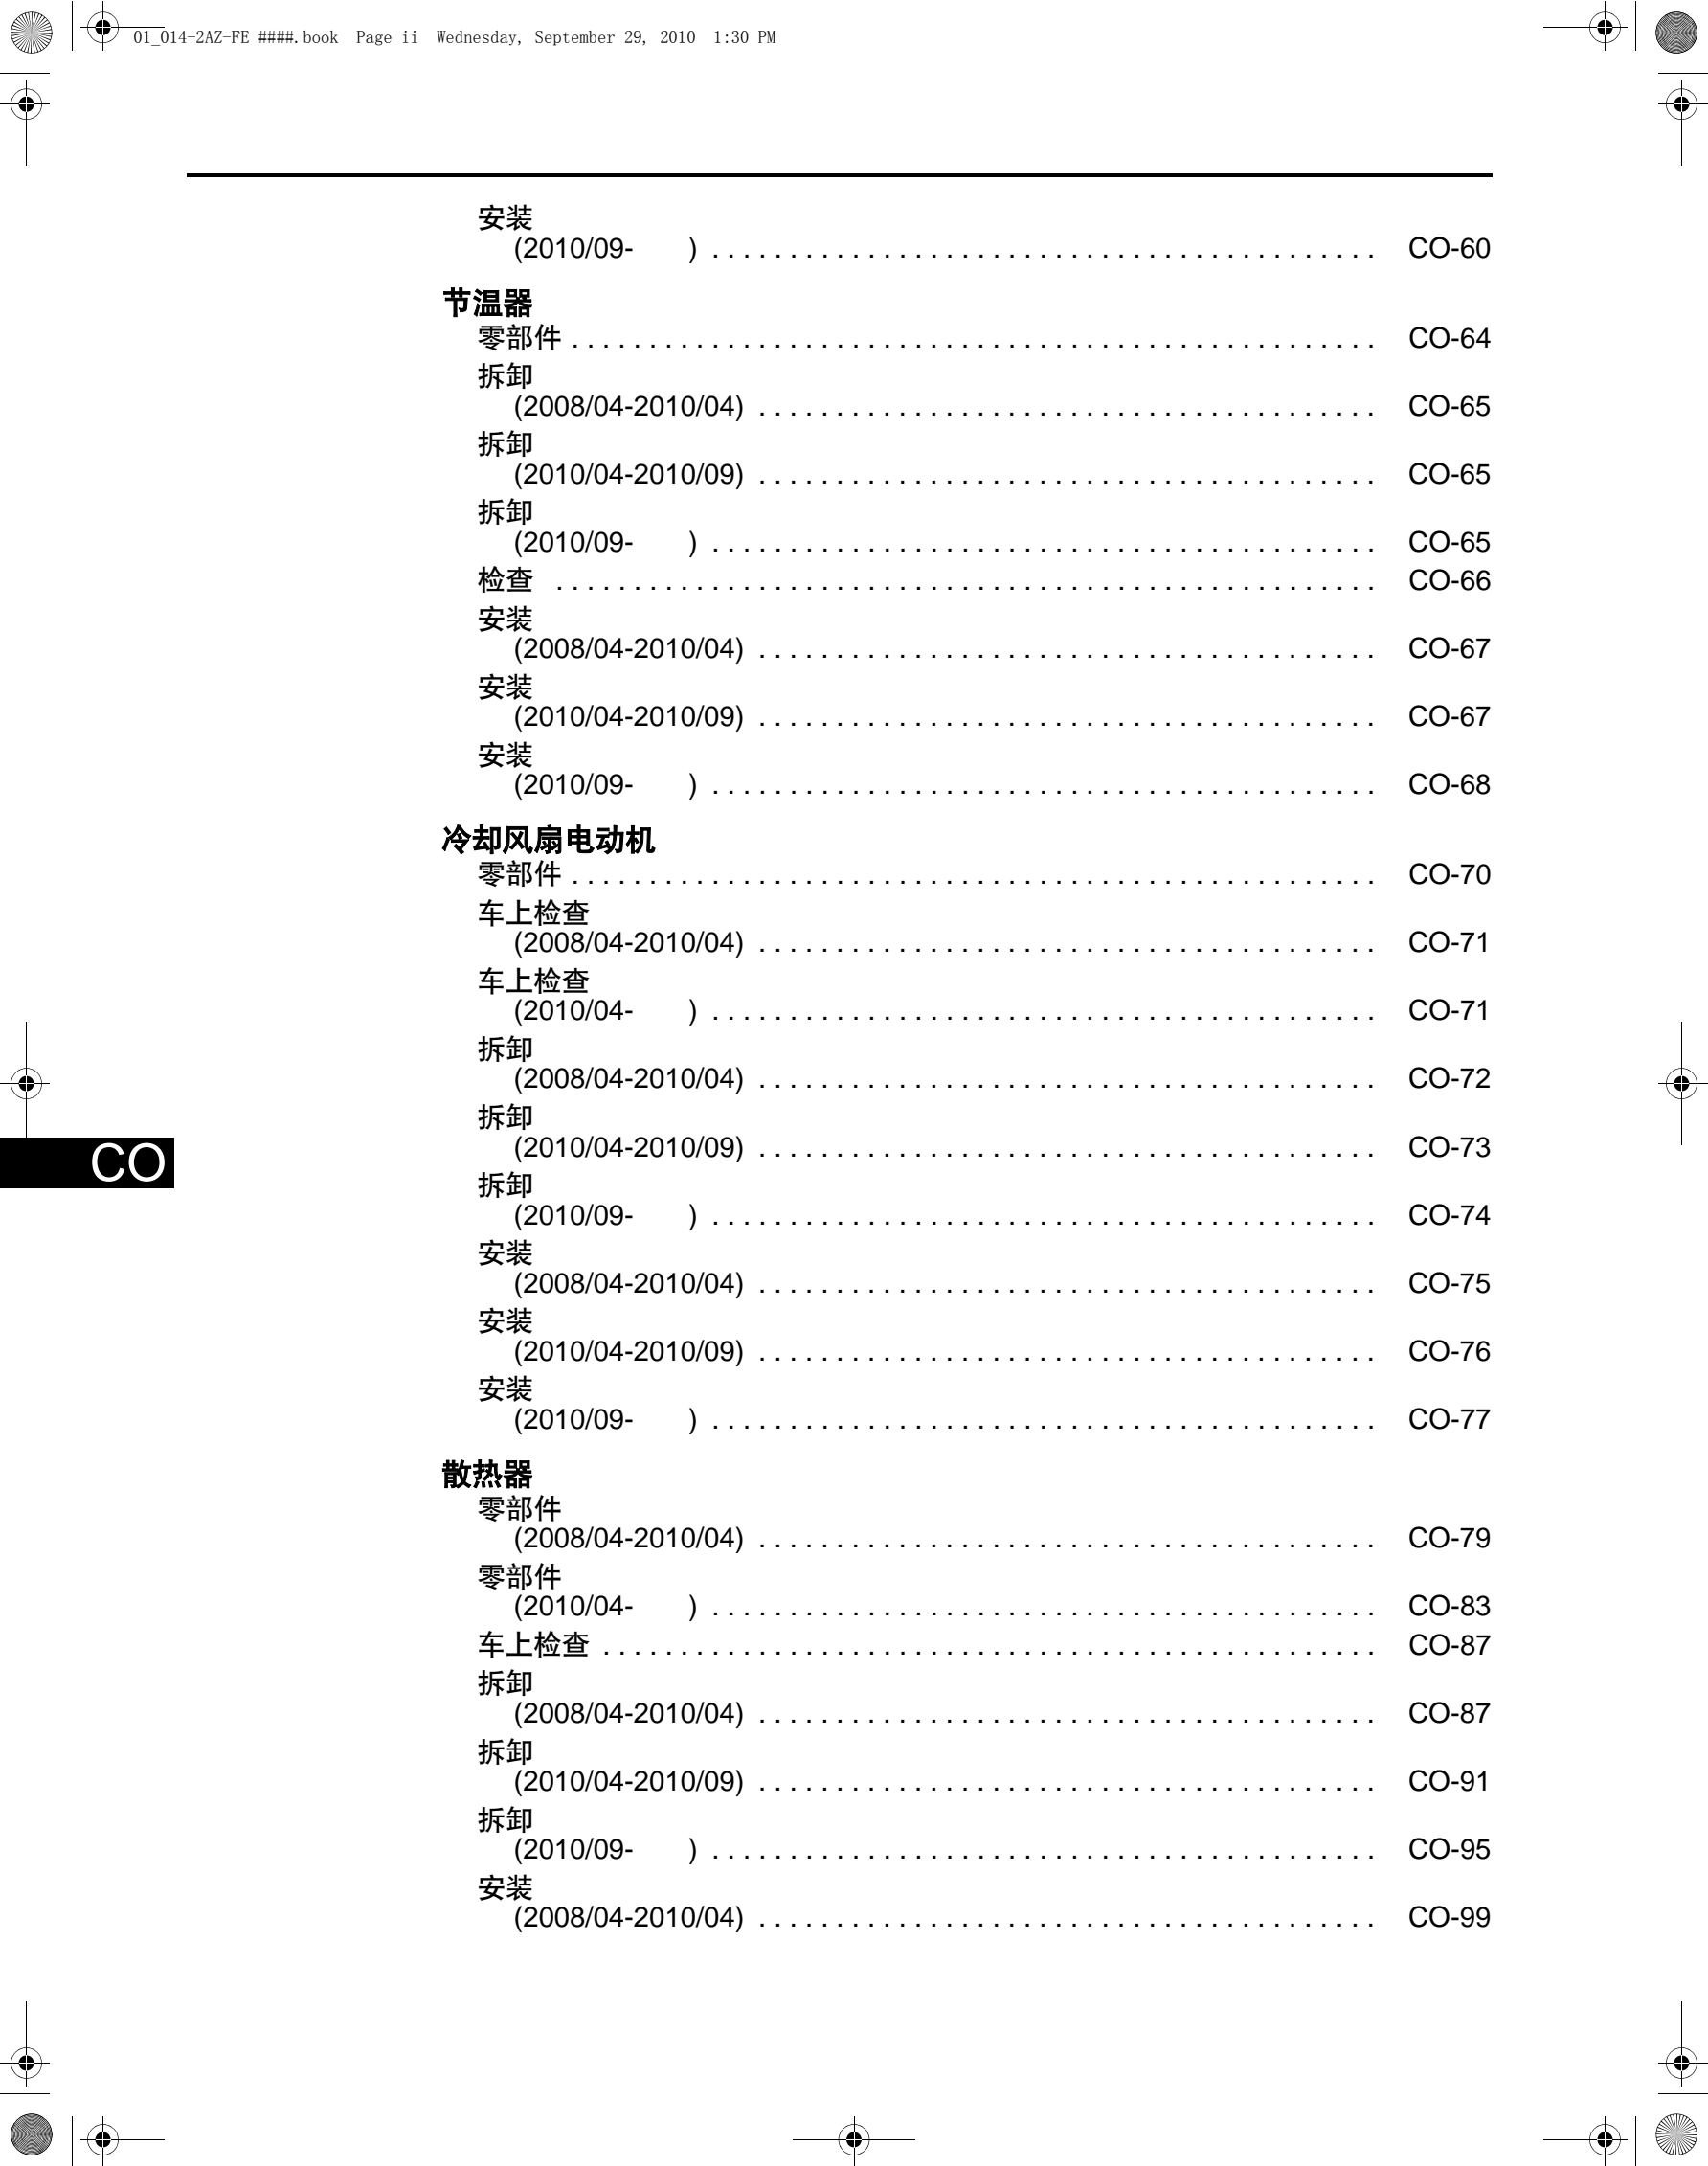 01_014-2AZ-FE ####.book Page ii Wednesday, September 29, 2010 1:30 PM
安装
(2010/09- ) . . . . . . . . . . . . . . . . . . . . CO-60
节温器
零部件 . . . . . . . . . . . . . . . . . . . . CO-64
拆卸
(2008/04-2010/04) . . . . . . . . . . . . . . . . . . . . CO-65
拆卸
(2010/04-2010/09) . . . . . . . . . . . . . . . . . . . . CO-65
拆卸
(2010/09- ) . . . . . . . . . . . . . . . . . . . . CO-65
检查 . . . . . . . . . . . . . . . . . . . . CO-66
安装
(2008/04-2010/04) . . . . . . . . . . . . . . . . . . . . CO-67
安装
(2010/04-2010/09) . . . . . . . . . . . . . . . . . . . . CO-67
安装
(2010/09- ) . . . . . . . . . . . . . . . . . . . . CO-68
冷却风扇电动机
零部件 . . . . . . . . . . . . . . . . . . . . CO-70
车上检查
(2008/04-2010/04) . . . . . . . . . . . . . . . . . . . . CO-71
车上检查
(2010/04- ) . . . . . . . . . . . . . . . . . . . . CO-71
拆卸
(2008/04-2010/04) . . . . . . . . . . . . . . . . . . . . CO-72
拆卸
(2010/04-2010/09) . . . . . . . . . . . . . . . . . . . . CO-73
CO
拆卸
(2010/09- ) . . . . . . . . . . . . . . . . . . . . CO-74
安装
(2008/04-2010/04) . . . . . . . . . . . . . . . . . . . . CO-75
安装
(2010/04-2010/09) . . . . . . . . . . . . . . . . . . . . CO-76
安装
(2010/09- ) . . . . . . . . . . . . . . . . . . . . CO-77
散热器
零部件
(2008/04-2010/04) . . . . . . . . . . . . . . . . . . . . CO-79
零部件
(2010/04- ) . . . . . . . . . . . . . . . . . . . . CO-83
车上检查 . . . . . . . . . . . . . . . . . . . . CO-87
拆卸
(2008/04-2010/04) . . . . . . . . . . . . . . . . . . . . CO-87
拆卸
(2010/04-2010/09) . . . . . . . . . . . . . . . . . . . . CO-91
拆卸
(2010/09- ) . . . . . . . . . . . . . . . . . . . . CO-95
安装
(2008/04-2010/04) . . . . . . . . . . . . . . . . . . . . CO-99